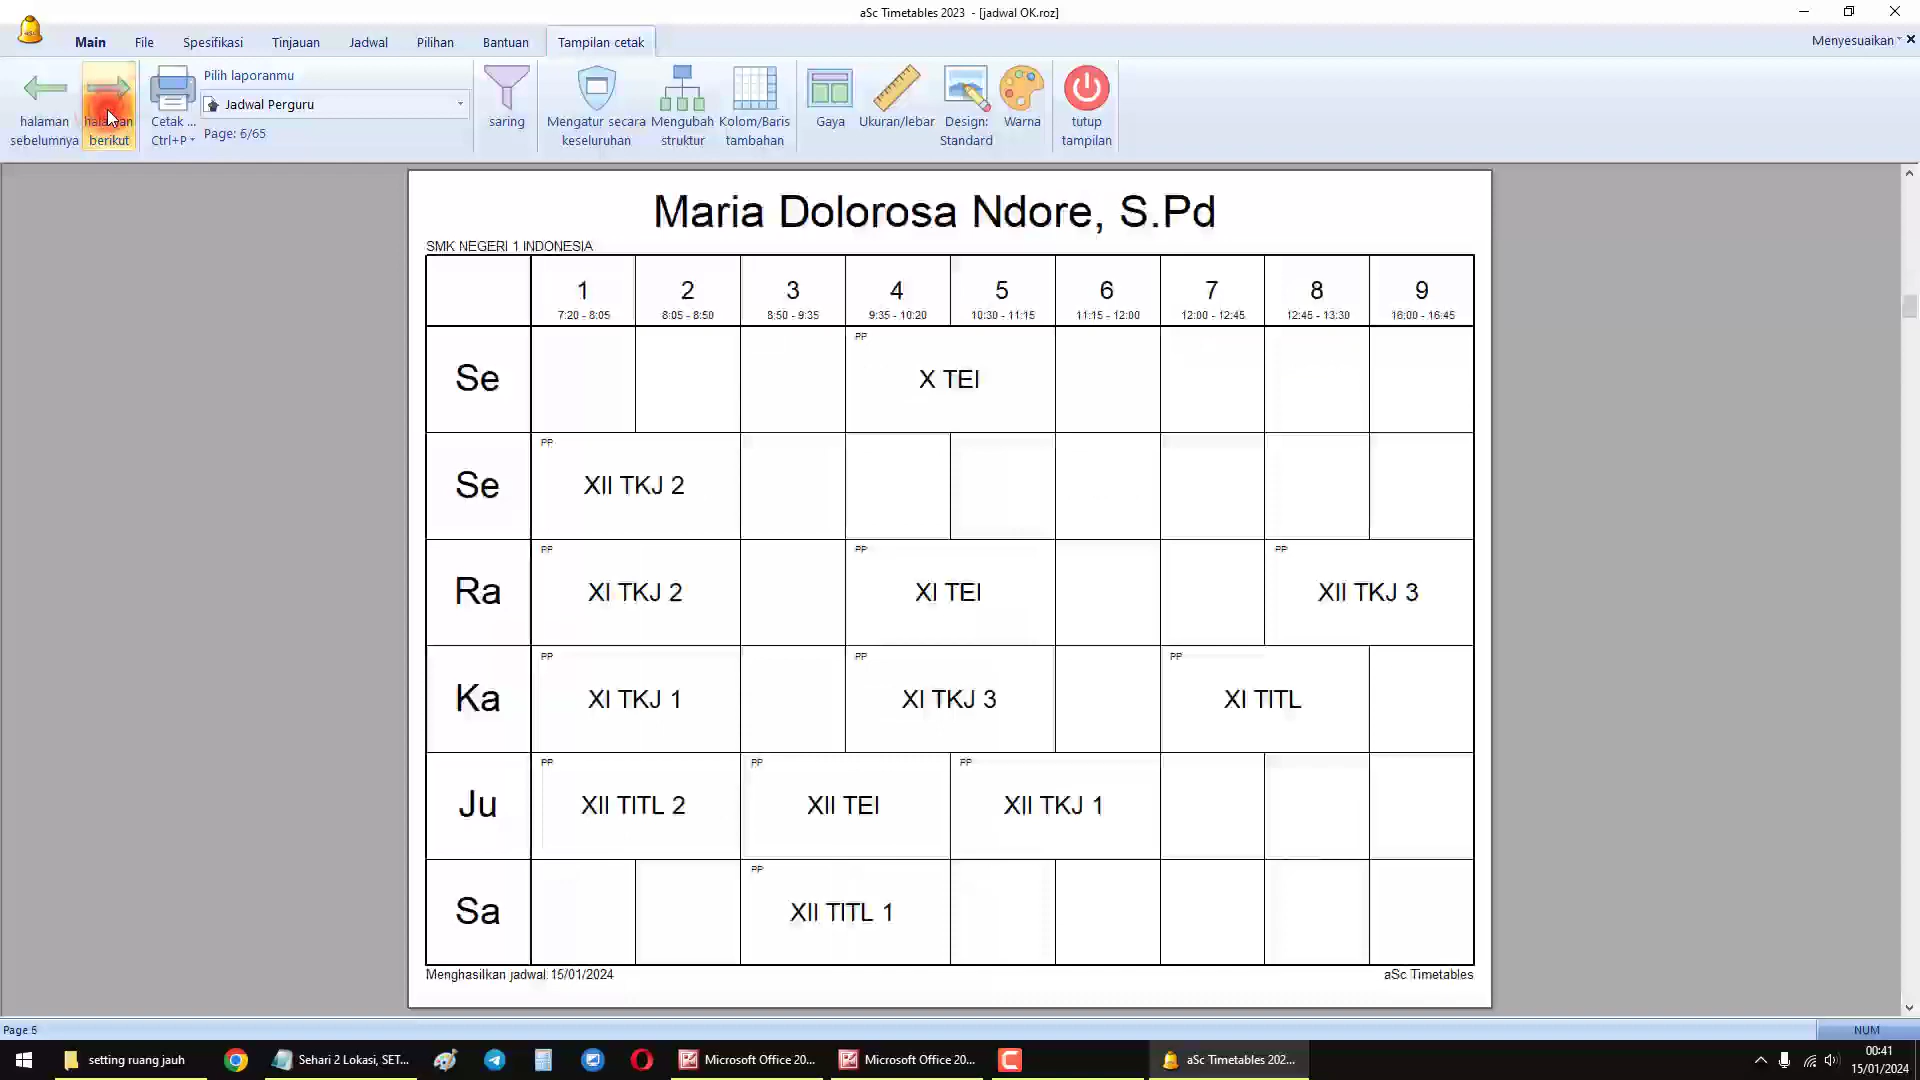 aSc Timetables 2023 - [jadwal OK.roz]
Main File Spesifikasi Tinjauan Jadwal Pilihan Bantuan Tampilan cetak Menyesuaikan
halaman sebelumnya
halaman berikut
Cetak ... Ctrl+P
Pilih laporanmu
Jadwal Perguru
Page: 6/65
saring
Mengatur secara keseluruhan
Mengubah struktur
Kolom/Baris tambahan
Gaya
Ukuran/lebar
Design: Standard
Warna
tutup tampilan
Maria Dolorosa Ndore, S.Pd
SMK NEGERI 1 INDONESIA
1 2 3 4 5 6 7 8 9
7:20 - 8:05 8:05 - 8:50 8:50 - 9:35 9:35 - 10:20 10:30 - 11:15 11:15 - 12:00 12:00 - 12:45 12:45 - 13:30 16:00 - 16:45
PP
Se X TEI
PP
Se XII TKJ 2
PP PP PP
Ra XI TKJ 2 XI TEI XII TKJ 3
PP PP PP
Ka XI TKJ 1 XI TKJ 3 XI TITL
PP PP PP
Ju XII TITL 2 XII TEI XII TKJ 1
PP
Sa XII TITL 1
Menghasilkan jadwal:15/01/2024 aSc Timetables
Page 5 NUM
setting ruang jauh
Sehari 2 Lokasi, SET...
Microsoft Office 20...
Microsoft Office 20...
aSc Timetables 202...
00:41
15/01/2024